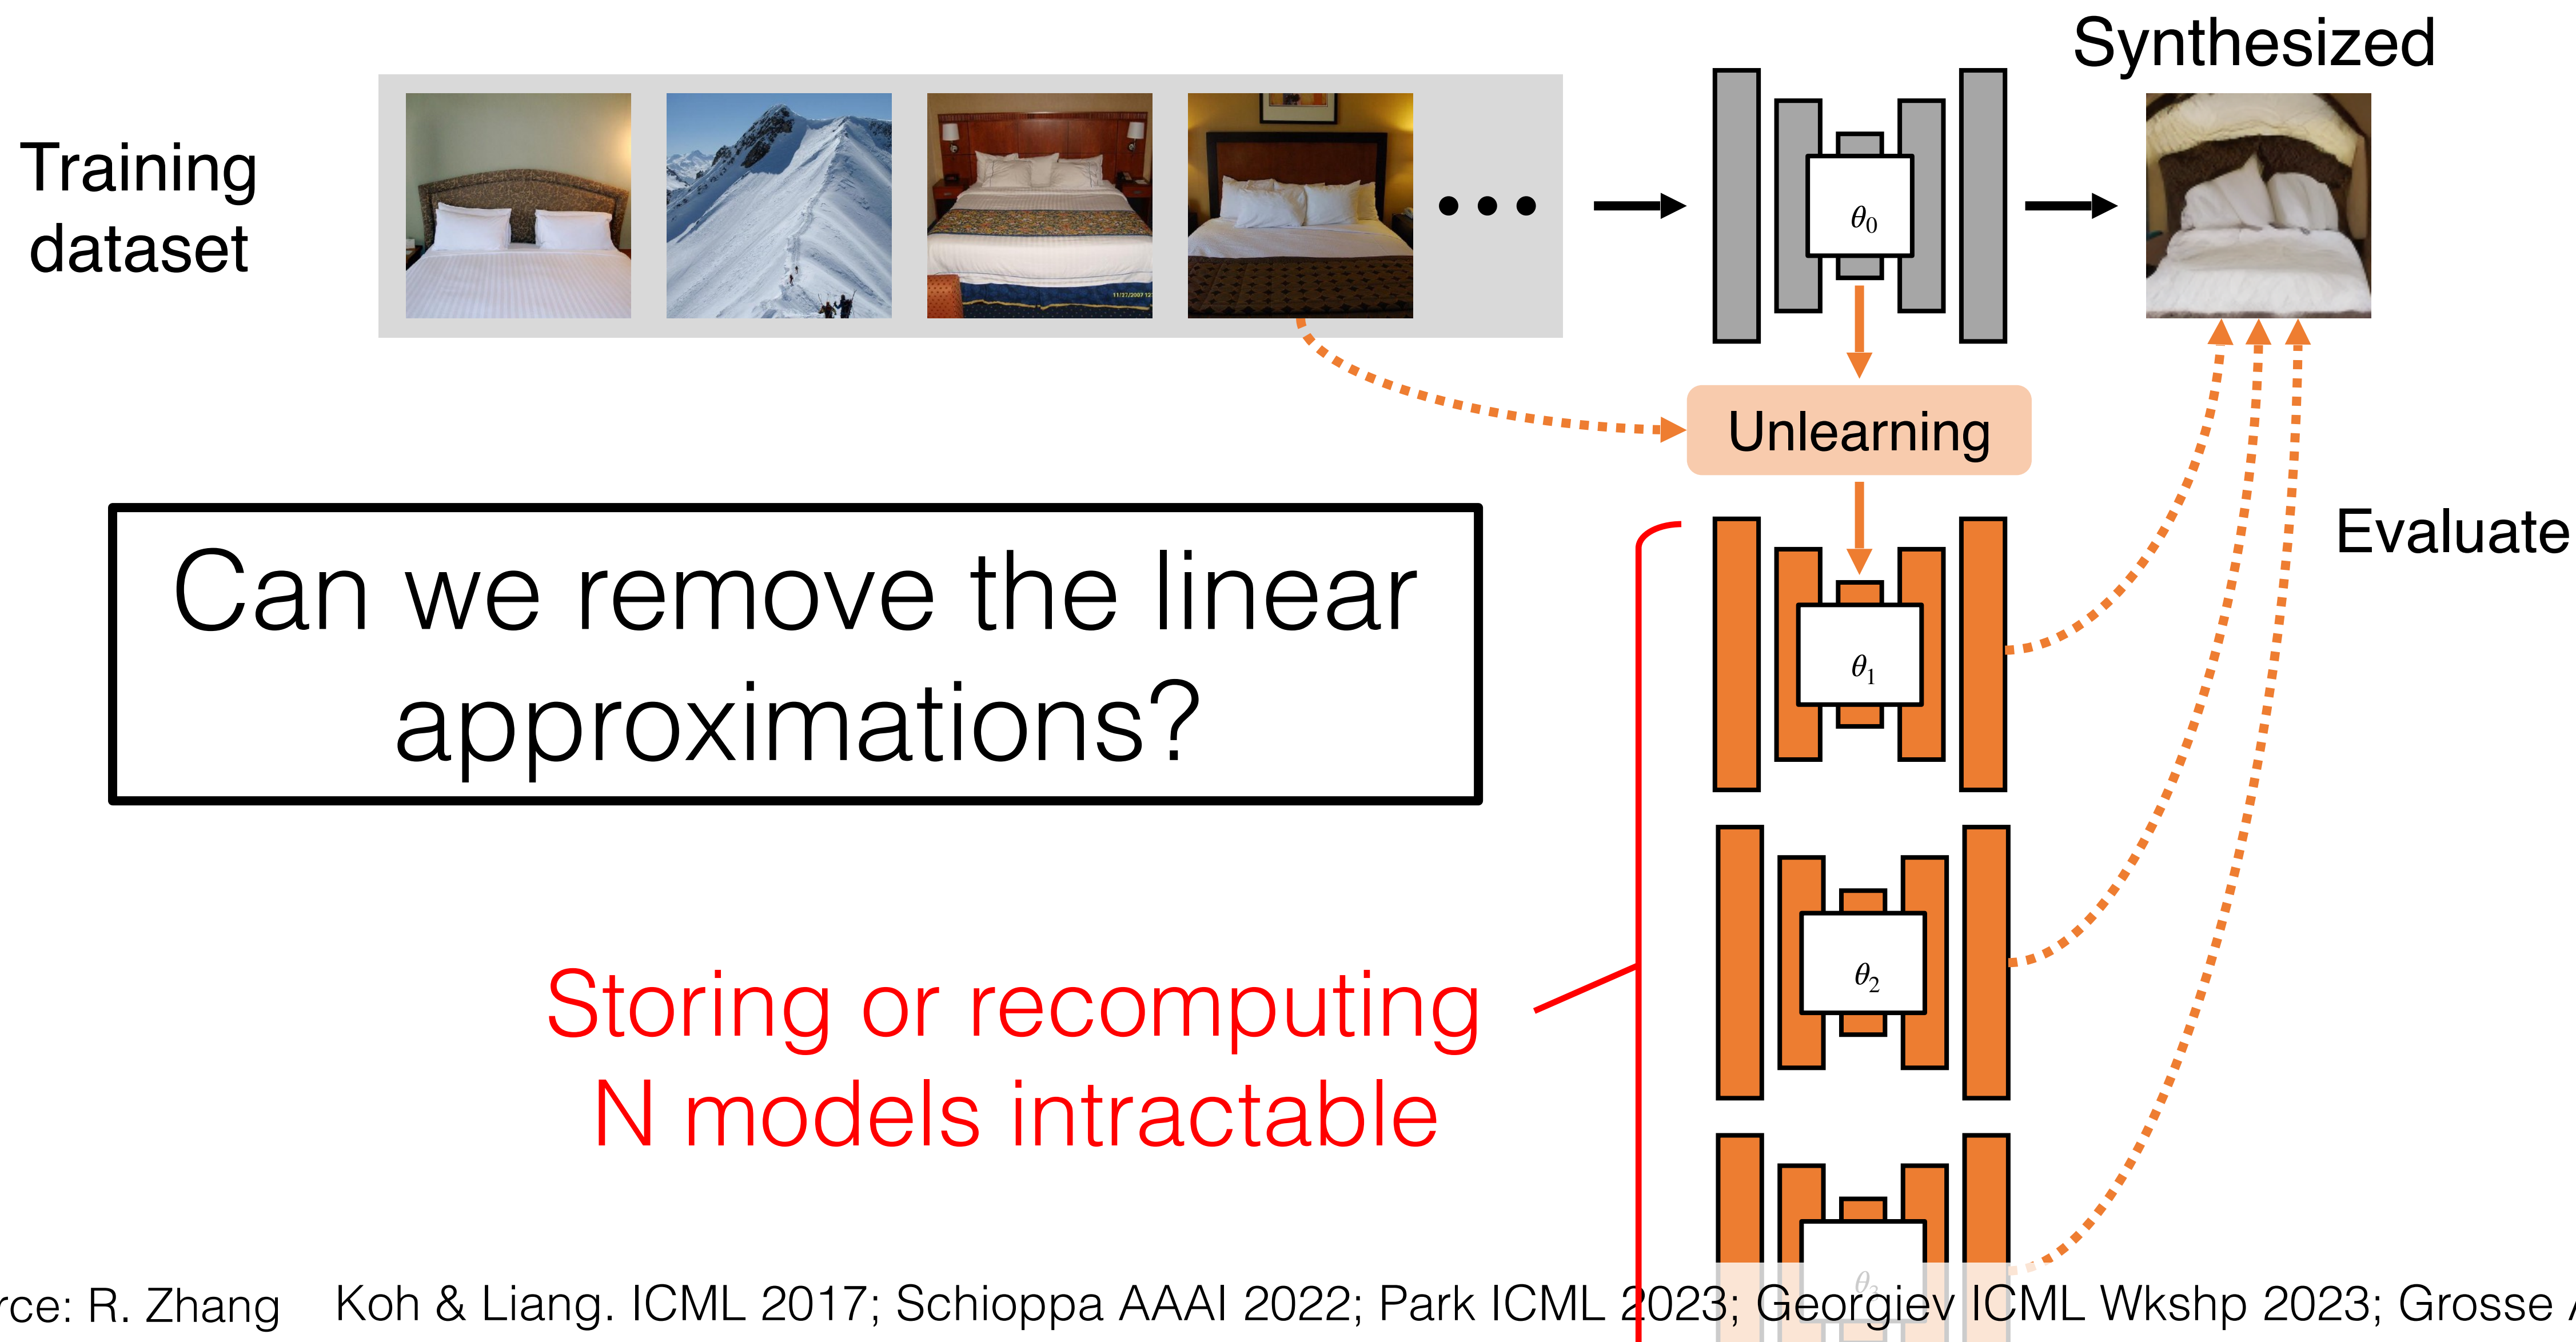 Synthesized
Training
dataset
θ0
Unlearning
Evaluate
Can we remove the linear
approximations?
θ1
Storing or recomputing
N models intractable
θ2
R. Zhang
Koh & Liang. ICML 2017; Schioppa AAAI 2022; Park ICML 2023; Georgiev ICML Wkshp 2023; Grosse